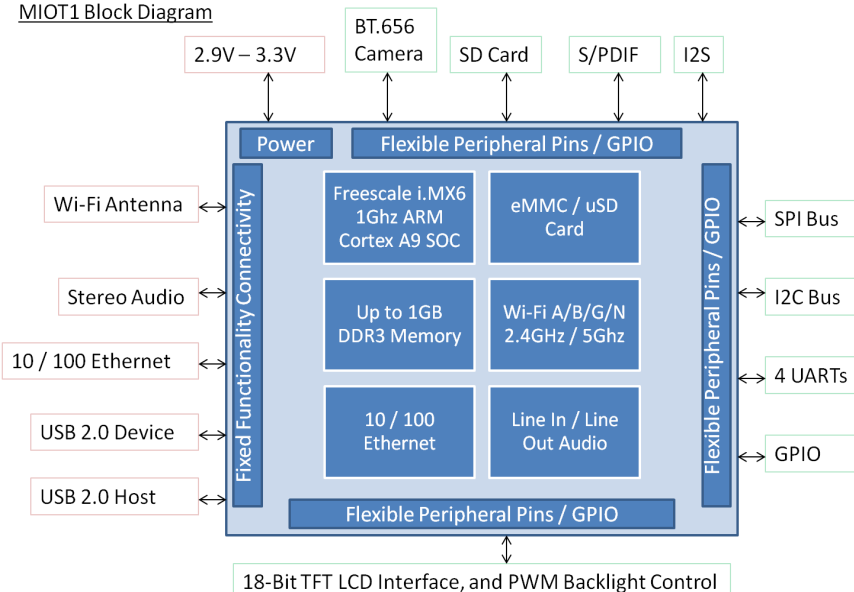 MIOT1 Block Diagram
2.9V – 3.3V
BT.656
Camera
SD Card
S/PDIF
I2S
Power
Flexible Peripheral Pins / GPIO
Wi-Fi Antenna
Stereo Audio
10 / 100 Ethernet
USB 2.0 Device
USB 2.0 Host
Fixed Functionality Connectivity
Freescale i.MX6
1Ghz ARM
Cortex A9 SOC
eMMC / uSD
Card
Up to 1GB
DDR3 Memory
Wi-Fi A/B/G/N
2.4GHz / 5Ghz
10 / 100
Ethernet
Line In / Line
Out Audio
Flexible Peripheral Pins / GPIO
SPI Bus
I2C Bus
4 UARTs
GPIO
Flexible Peripheral Pins / GPIO
18-Bit TFT LCD Interface, and PWM Backlight Control